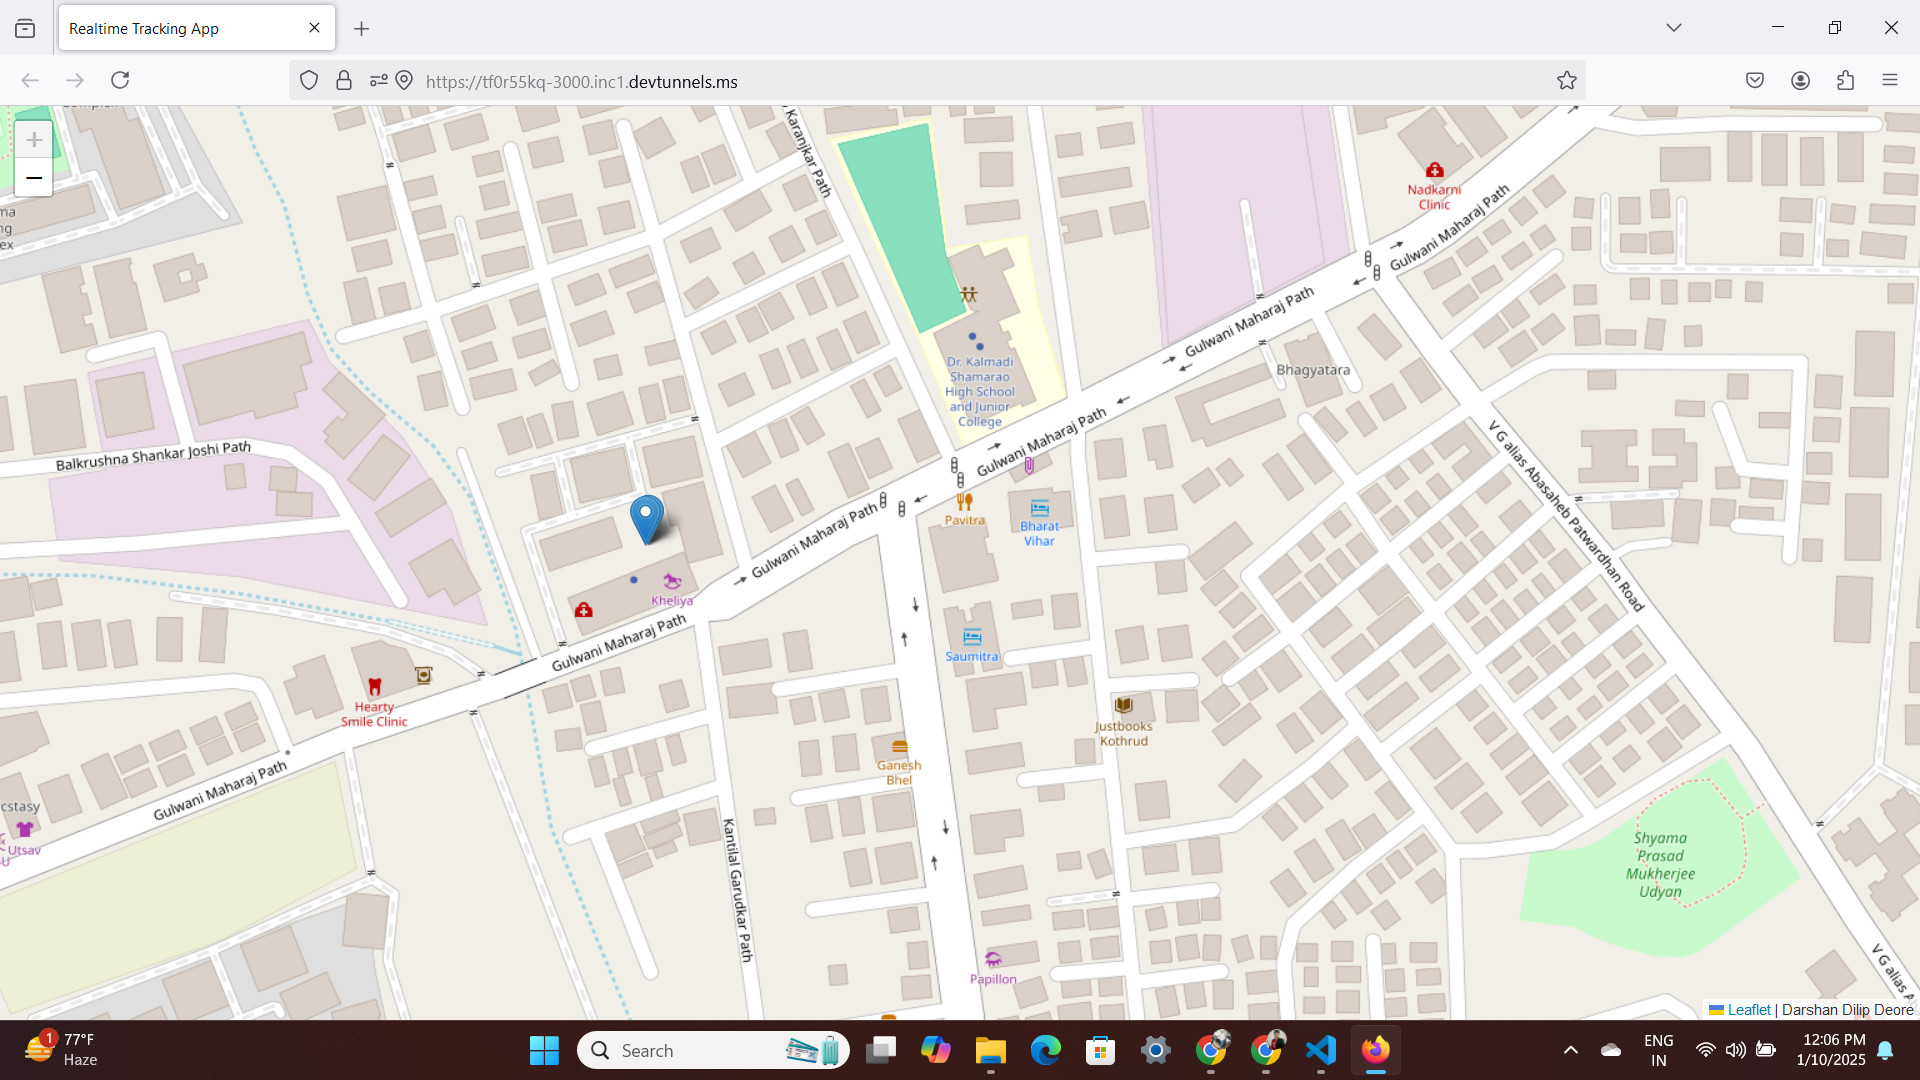 Realtime Tracking App
https://tf0r55kq-3000.inc1.devtunnels.ms
+
−
Karanjkar Path
Nadkarni
Clinic
Gulwani Maharaj Path
Gulwani Maharaj Path
Dr. Kalmadi
Shamarao
High School
and Junior
College
Bhagyatara
Gulwani Maharaj Path
Balkrushna Shankar Joshi Path
V G alias Abasaheb Patwardhan Road
Pavitra
Bharat
Vihar
Gulwani Maharaj Path
Kheliya
Gulwani Maharaj Path
Saumitra
Hearty
Smile Clinic
Justbooks
Kothrud
Ganesh
Bhel
Gulwani Maharaj Path
Utsav
Kantilal Garudkar Path
Shyama
Prasad
Mukherjee
Udyan
Papillon
V G alias A
Leaflet | Darshan Dilip Deore
1
77°F
Haze
Search
ENG
IN
12:06 PM
1/10/2025